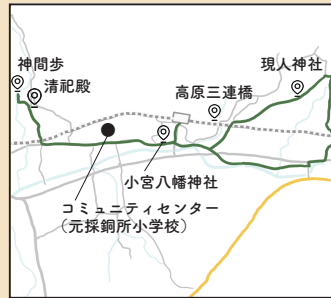 神間歩
清祀殿
高原三連橋
現人神社
小宮八幡神社
コミュニティセンター
（元採銅所小学校）